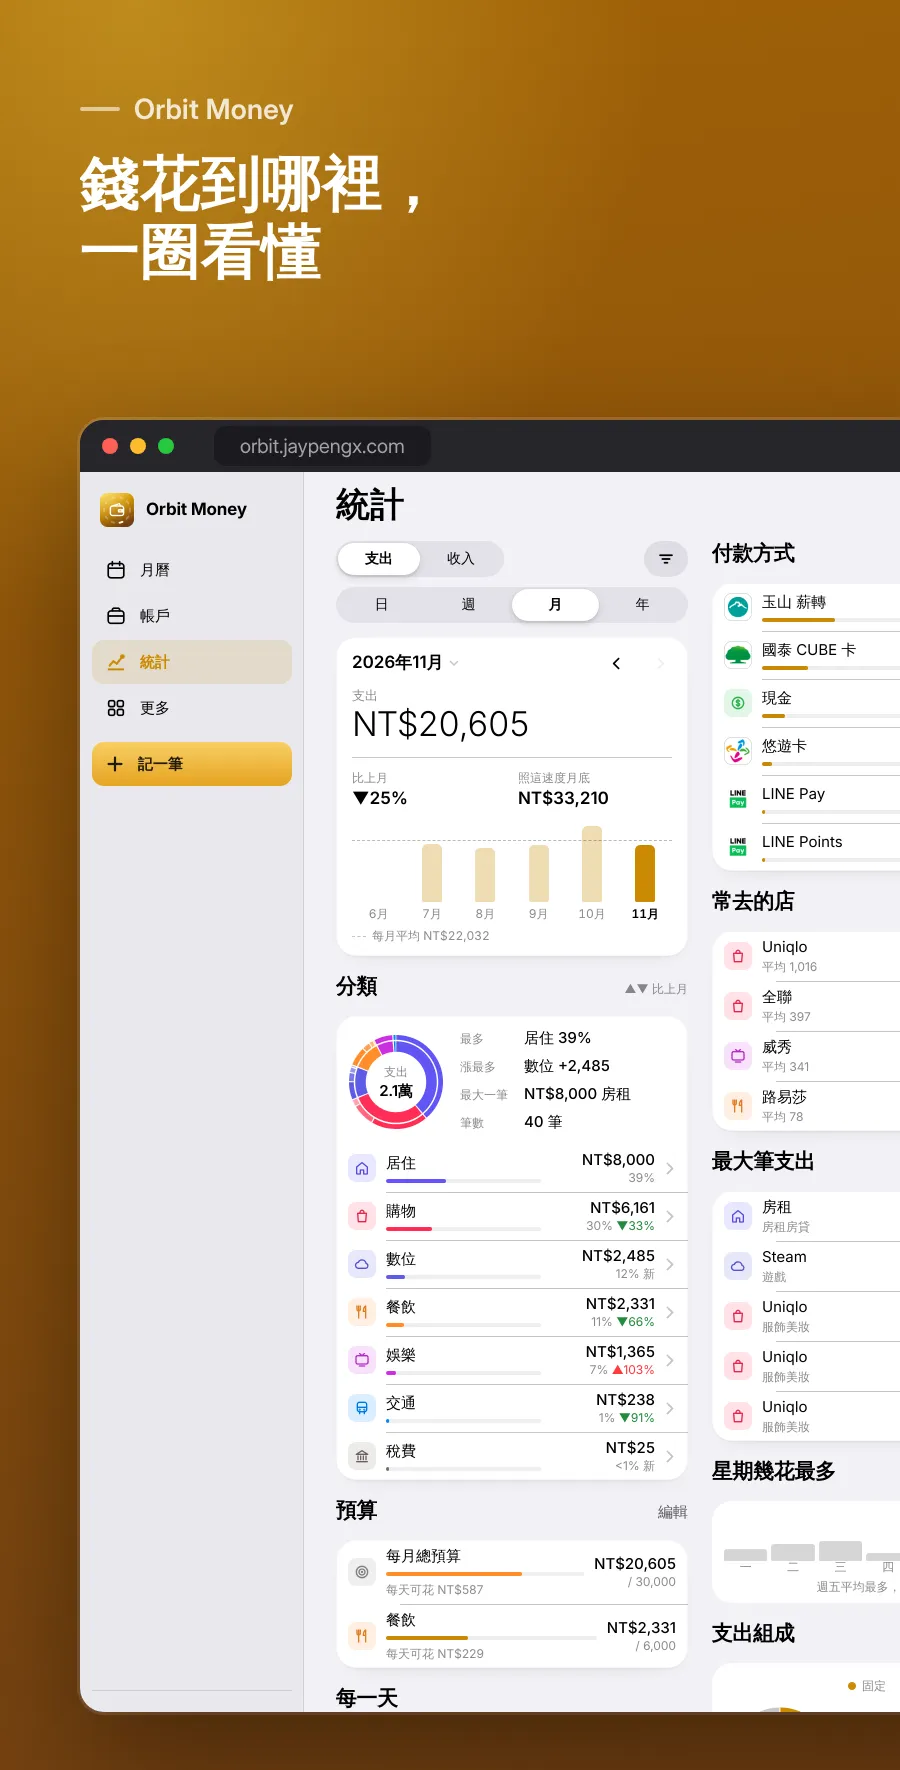 Orbit Money
錢花到哪裡，
一圈看懂
orbit.jaypengx.com
Orbit Money
月曆
帳戶
統計
更多
記一筆
統計
支出 收入
日 週 月 年
2026年11月
支出
NT$20,605
比上月 照這速度月底
▼25% NT$33,210
6月 7月 8月 9月 10月 11月
每月平均 NT$22,032
分類 ▲▼ 比上月
支出
2.1萬
最多 居住 39%
漲最多 數位 +2,485
最大一筆 NT$8,000 房租
筆數 40 筆
居住 NT$8,000
39%
購物 NT$6,161
30% ▼33%
數位 NT$2,485
12% 新
餐飲 NT$2,331
11% ▼66%
娛樂 NT$1,365
7% ▲103%
交通 NT$238
1% ▼91%
稅費 NT$25
<1% 新
預算 編輯
每月總預算 NT$20,605
/ 30,000
每天可花 NT$587
餐飲 NT$2,331
/ 6,000
每天可花 NT$229
每一天
付款方式
玉山 薪轉
國泰 CUBE 卡
現金
悠遊卡
LINE Pay
LINE Pay
LINE Pay
LINE Points
常去的店
Uniqlo
平均 1,016
全聯
平均 397
威秀
平均 341
路易莎
平均 78
最大筆支出
房租
房租房貸
Steam
遊戲
Uniqlo
服飾美妝
Uniqlo
服飾美妝
Uniqlo
服飾美妝
星期幾花最多
一 二 三 四
週五平均最多，
支出組成
固定